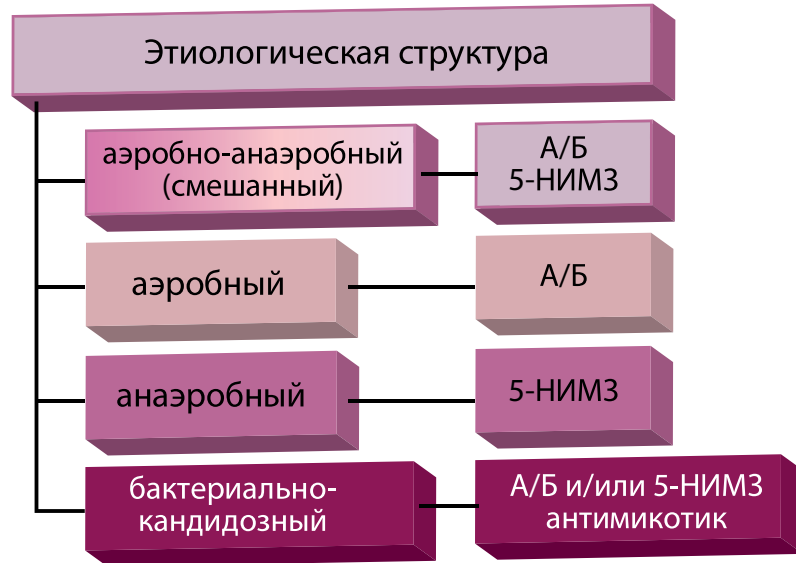 Этиологическая структура
аэробно-анаэробный
(смешанный)
А/Б
5-НИМЗ
аэробный
А/Б
анаэробный
5-НИМЗ
бактериально-
кандидозный
А/Б и/или 5-НИМЗ
антимикотик